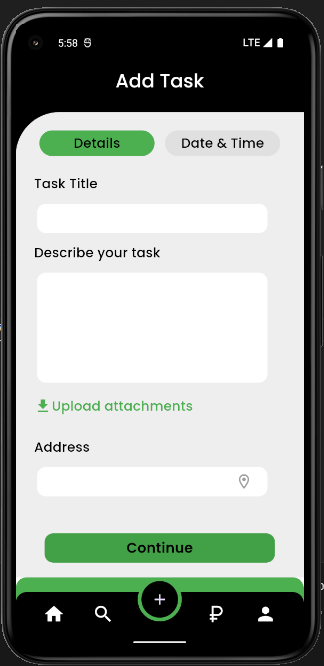 5:58 LTE
Add Task
Details Date & Time
Task Title
Describe your task
Upload attachments
Address
Continue